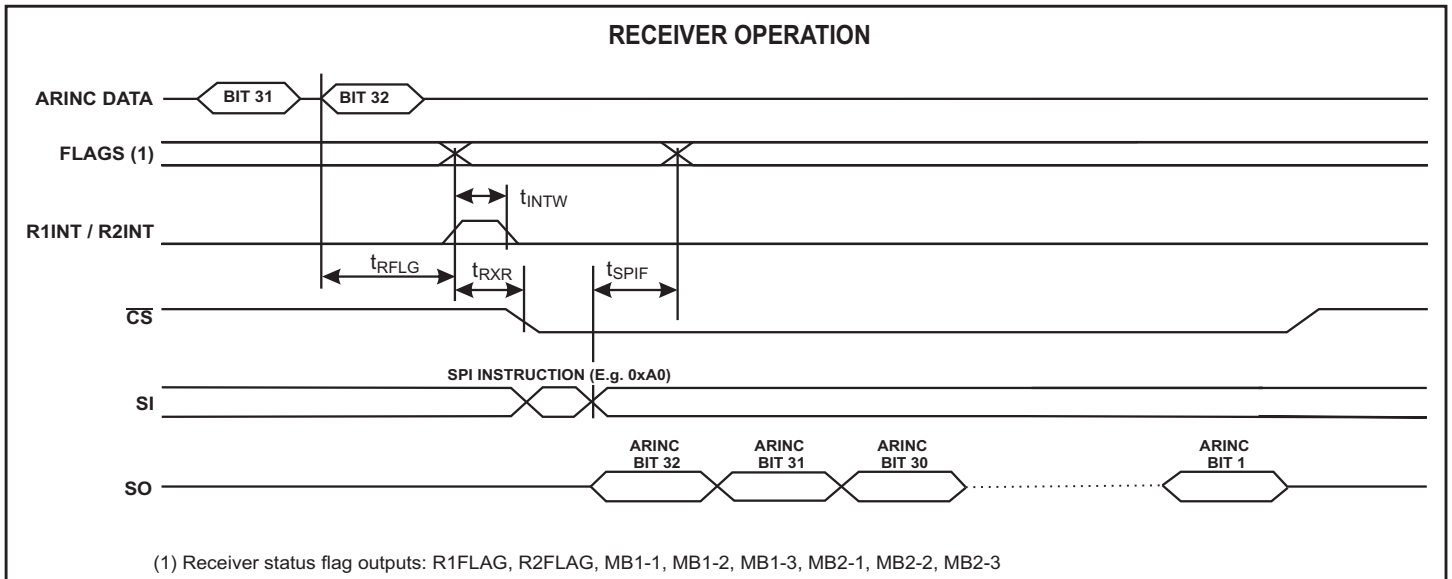 RECEIVER OPERATION
ARINC DATA
BIT 31
BIT 32
FLAGS (1)
tINTW
R1INT / R2INT
tRFLG
tRXR
tSPIF
CS
SPI INSTRUCTION (E.g. 0xA0)
SI
ARINC BIT 32
ARINC BIT 31
ARINC BIT 30
ARINC BIT 1
SO
(1) Receiver status flag outputs: R1FLAG, R2FLAG, MB1-1, MB1-2, MB1-3, MB2-1, MB2-2, MB2-3